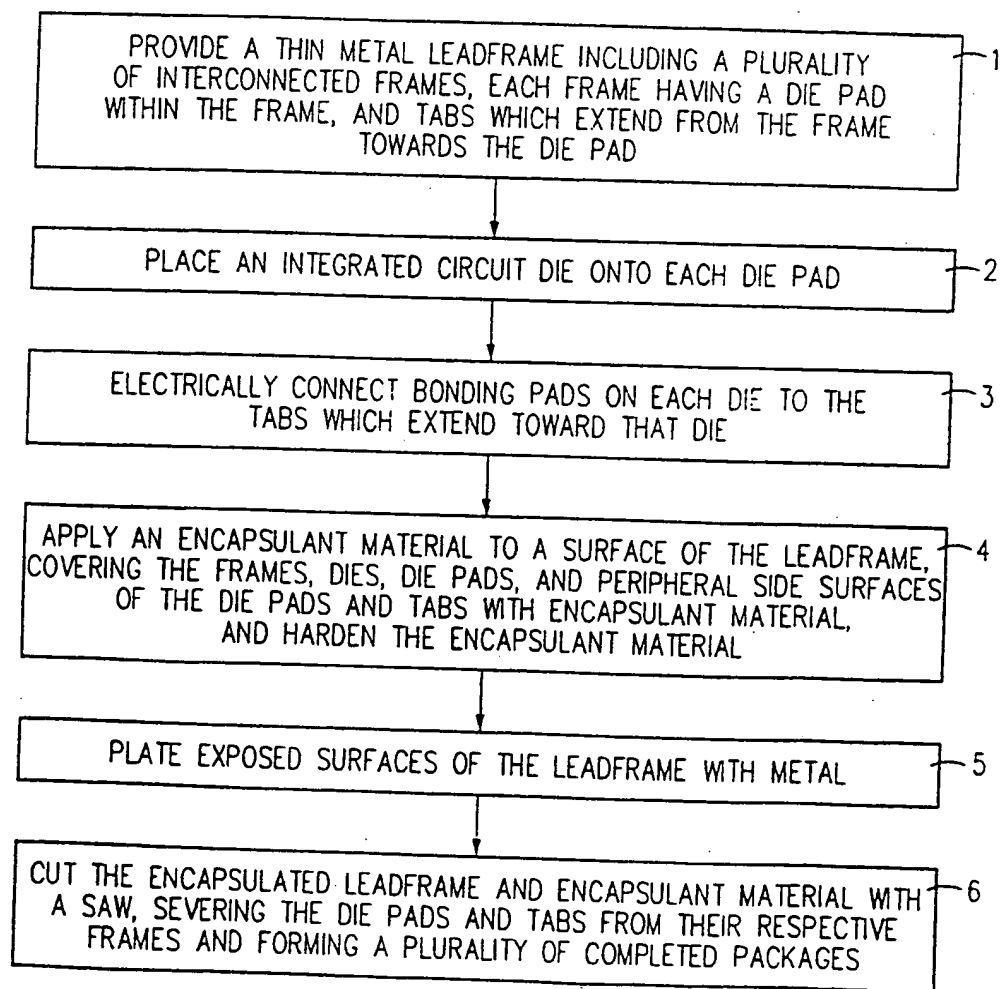 PROVIDE A THIN METAL LEADFRAME INCLUDING A PLURALITY
OF INTERCONNECTED FRAMES, EACH FRAME HAVING A DIE PAD
WITHIN THE FRAME, AND TABS WHICH EXTEND FROM THE FRAME
TOWARDS THE DIE PAD
1
PLACE AN INTEGRATED CIRCUIT DIE ONTO EACH DIE PAD
2
ELECTRICALLY CONNECT BONDING PADS ON EACH DIE TO THE
TABS WHICH EXTEND TOWARD THAT DIE
3
APPLY AN ENCAPSULANT MATERIAL TO A SURFACE OF THE LEADFRAME,
COVERING THE FRAMES, DIES, DIE PADS, AND PERIPHERAL SIDE SURFACES
OF THE DIE PADS AND TABS WITH ENCAPSULANT MATERIAL,
AND HARDEN THE ENCAPSULANT MATERIAL
4
PLATE EXPOSED SURFACES OF THE LEADFRAME WITH METAL
5
CUT THE ENCAPSULATED LEADFRAME AND ENCAPSULANT MATERIAL WITH
A SAW, SEVERING THE DIE PADS AND TABS FROM THEIR RESPECTIVE
FRAMES AND FORMING A PLURALITY OF COMPLETED PACKAGES
6